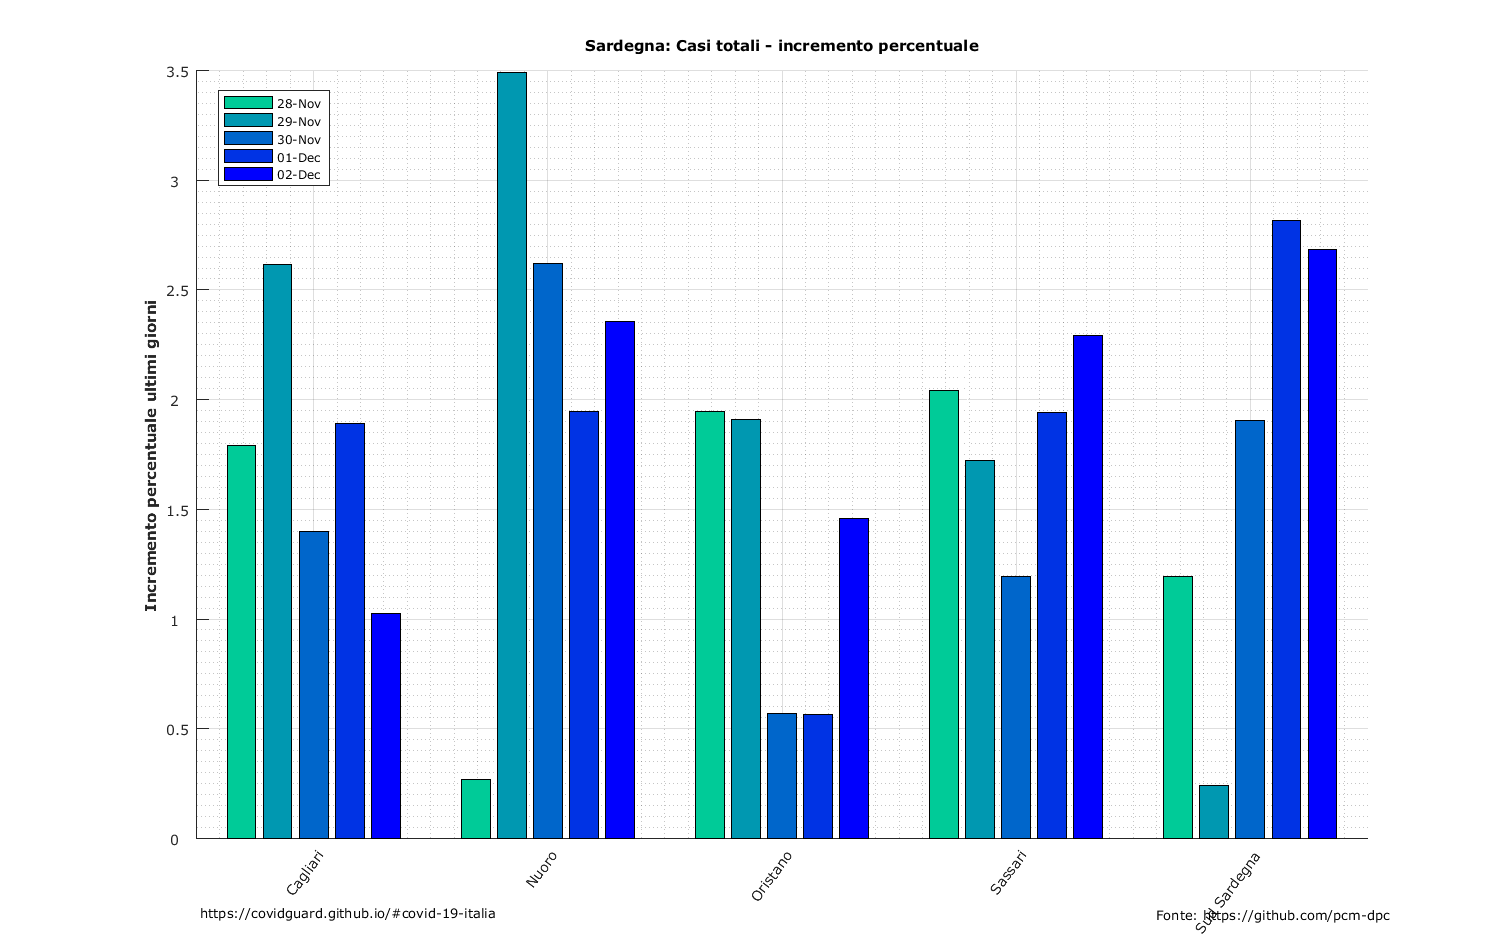 Sardegna: Casi totali - incremento percentuale
3.5
3
2.5
2
1.5
1
0.5
0
Incremento percentuale ultimi giorni
28-Nov
29-Nov
30-Nov
01-Dec
02-Dec
Cagliari
Nuoro
Oristano
Sassari
Sud Sardegna
https://covidguard.github.io/#covid-19-italia
Fonte: https://github.com/pcm-dpc